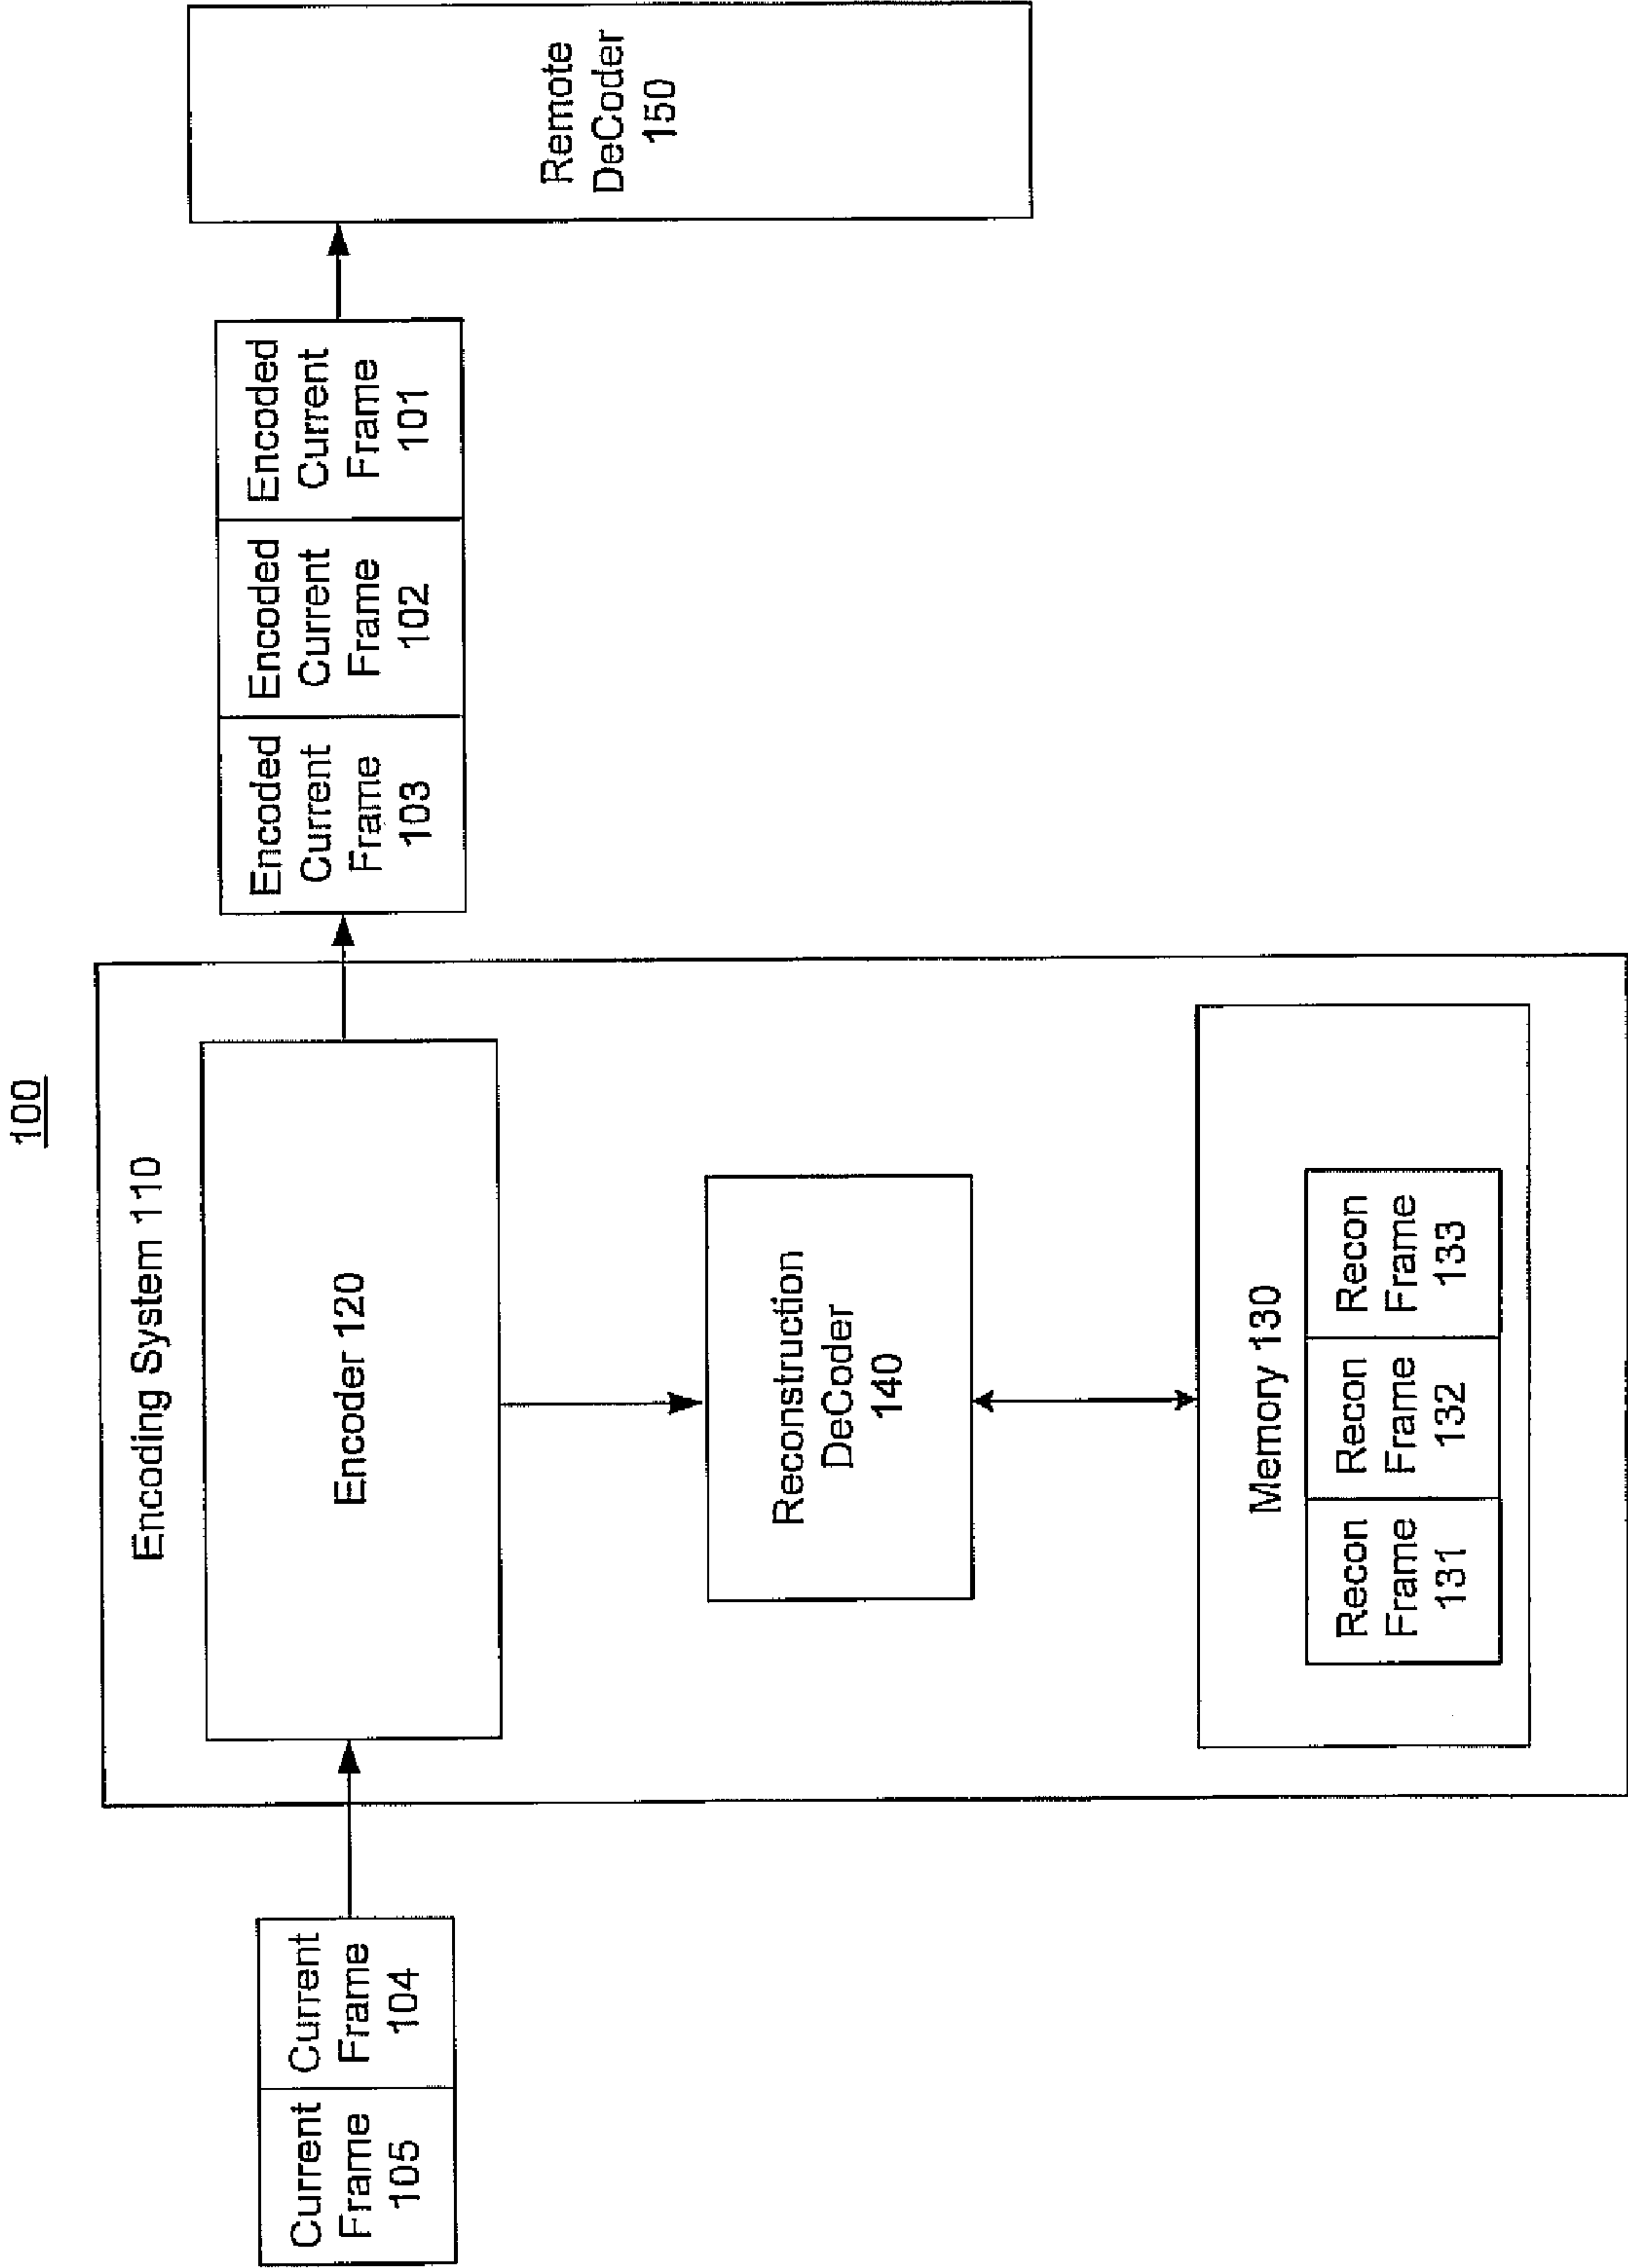 100
Current
Frame
105
Current
Frame
104
Encoding System 110
Encoder 120
Reconstruction
DeCoder
140
Memory 130
Recon
Frame
131
Recon
Frame
132
Recon
Frame
133
Encoded
Current
Frame
103
Encoded
Current
Frame
102
Encoded
Current
Frame
101
Remote
DeCoder
150